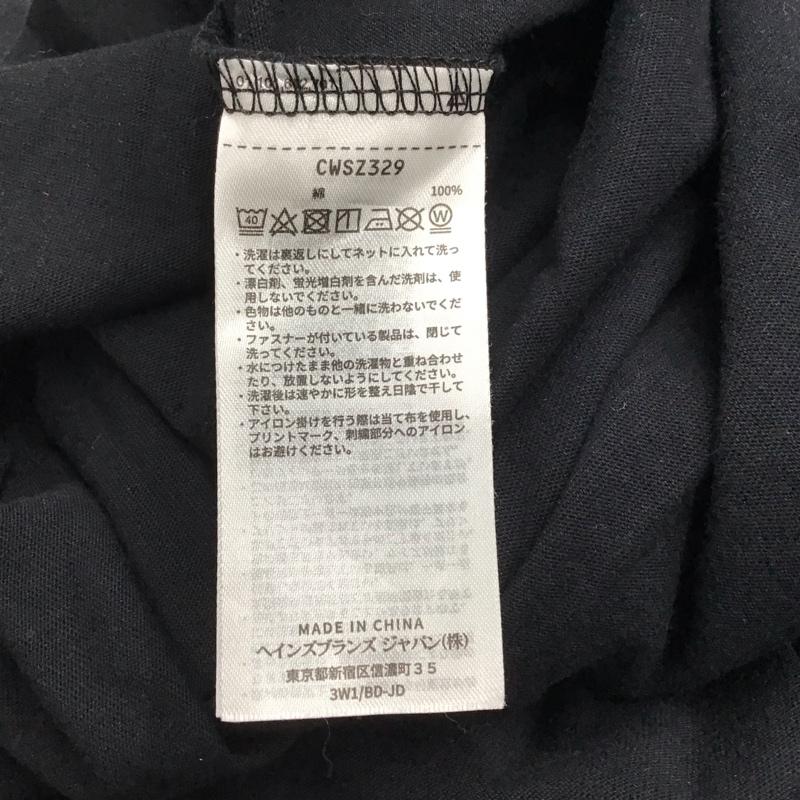 CWSZ329
綿 100%
40 W
・洗濯は裏返しにしてネットに入れて洗っ
てください。
・漂白剤、蛍光増白剤を含んだ洗剤は、使
用しないでください。
・色物は他のものと一緒に洗わないでくだ
さい。
・ファスナーが付いている製品は、閉じて
洗ってください。
・水につけたまま他の洗濯物と重ね合わせ
たり、放置しないようにしてください。
・洗濯後は速やかに形を整え日陰で干して
下さい。
・アイロン掛けを行う際は当て布を使用し、
プリントマーク、刺繍部分へのアイロン
はお避けください。
MADE IN CHINA
ヘインズブランズ ジャパン(株)
東京都新宿区信濃町35
3W1/BD-JD